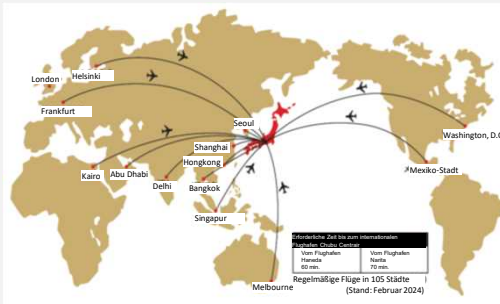 Helsinki
London
Frankfurt
Seoul
Shanghai
Hongkong
Washington, D.C
Mexiko-Stadt
Kairo
Abu Dhabi
Delhi
Bangkok
Singapur
Melbourne
Erforderliche Zeit bis zum internationalen
Flughafen Chubu Centrair
Vom Flughafen
Haneda
60 min.
Vom Flughafen
Narita
70 min.
Regelmäßige Flüge in 105 Städte
(Stand: Februar 2024)